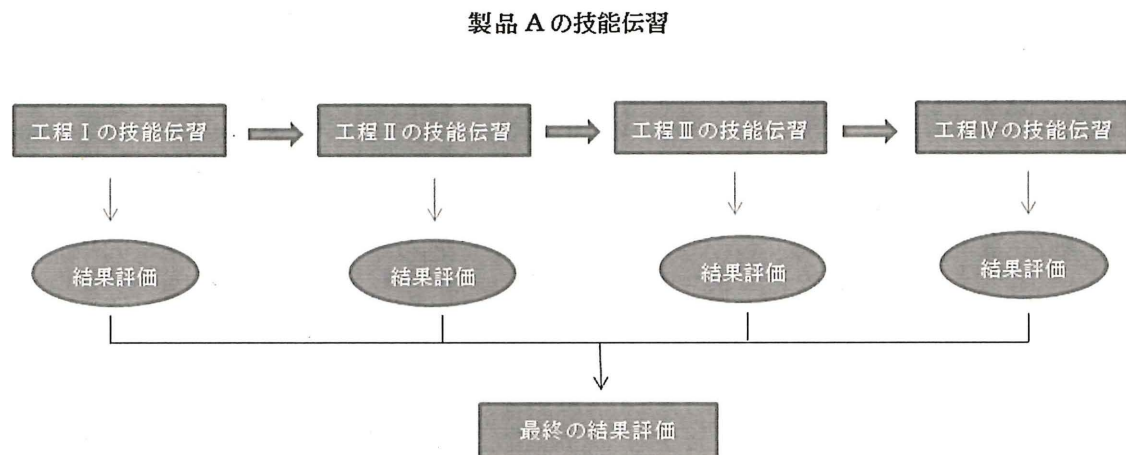 製品 A の技能伝習
工程Ⅰの技能伝習
工程Ⅱの技能伝習
工程Ⅲの技能伝習
工程Ⅳの技能伝習
結果評価
結果評価
結果評価
結果評価
最終の結果評価